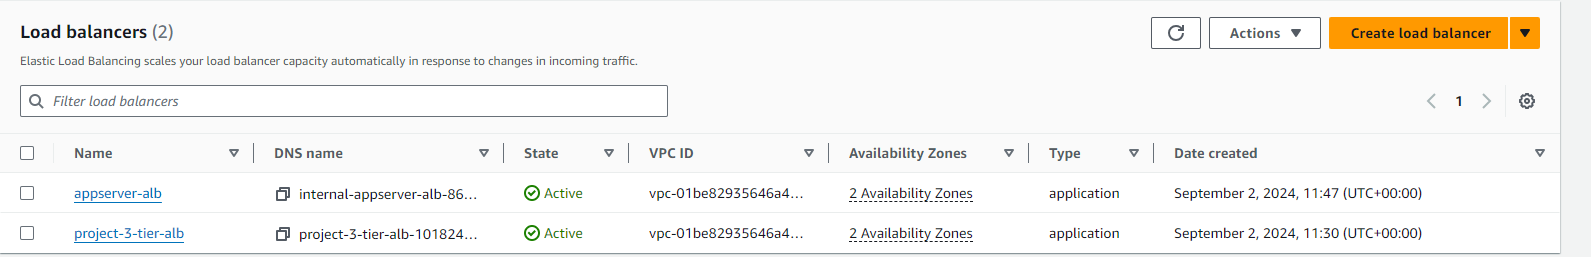 Load balancers (2)
Actions
Create load balancer
Elastic Load Balancing scales your load balancer capacity automatically in response to changes in incoming traffic.
Filter load balancers
1
Name DNS name State VPC ID Availability Zones Type Date created
appserver-alb internal-appserver-alb-86... Active vpc-01be82935646a4... 2 Availability Zones application September 2, 2024, 11:47 (UTC+00:00)
project-3-tier-alb project-3-tier-alb-101824... Active vpc-01be82935646a4... 2 Availability Zones application September 2, 2024, 11:30 (UTC+00:00)